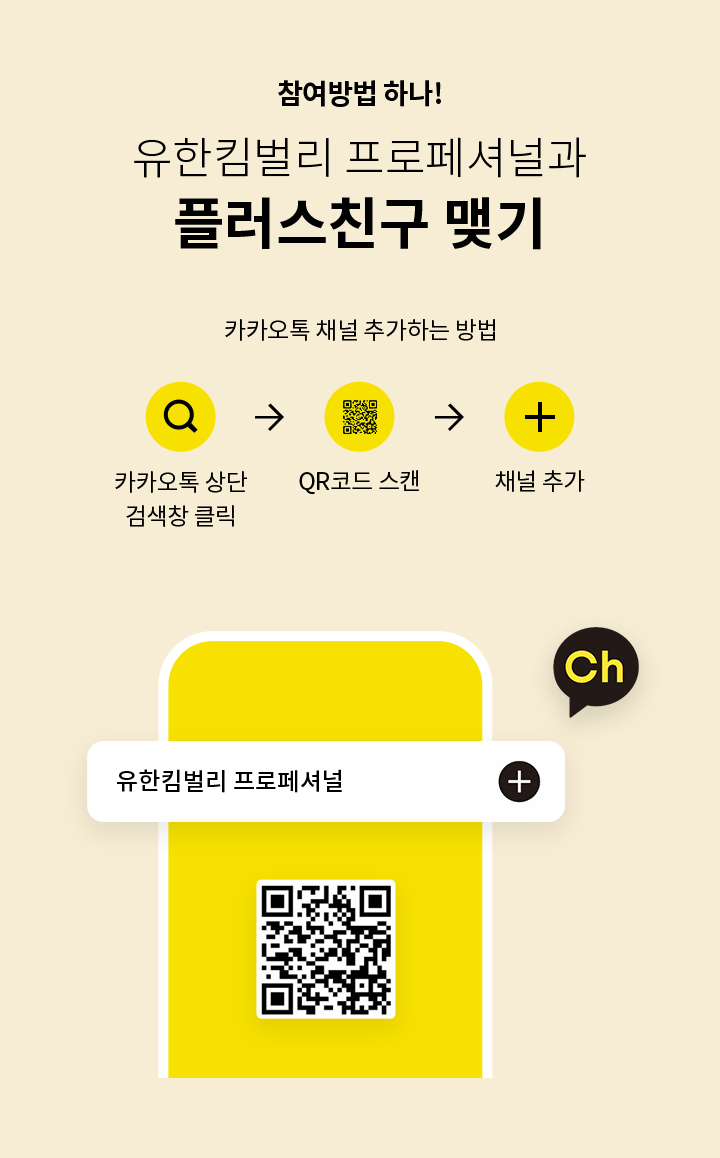 참여방법 하나!
유한킴벌리 프로페셔널과
플러스친구 맺기
카카오톡 채널 추가하는 방법
카카오톡 상단
검색창 클릭
QR코드 스캔
채널 추가
Ch
유한킴벌리 프로페셔널